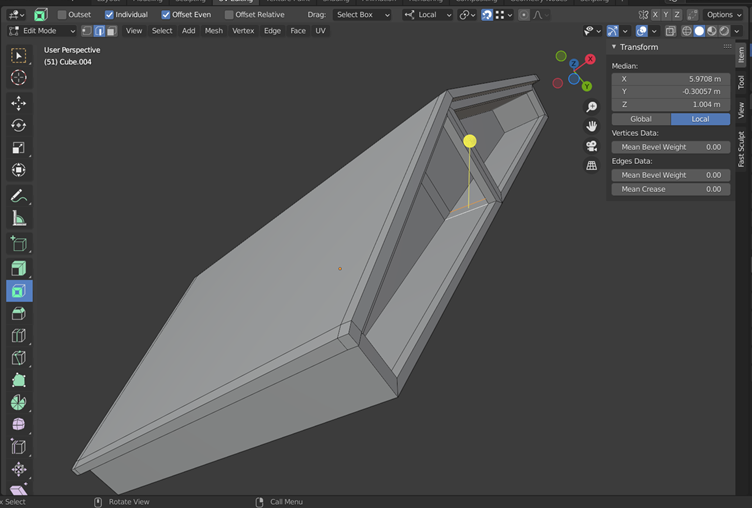 Outset Individual Offset Even Offset Relative Drag: Select Box Local X Y Z Options
Edit Mode View Select Add Mesh Vertex Edge Face UV
User Perspective
(51) Cube.004
X
Y
Z
Transform
Median:
X 5.9708 m
Y -0.30057 m
Z 1.004 m
Global Local
Vertices Data:
Mean Bevel Weight 0.00
Edges Data:
Mean Bevel Weight 0.00
Mean Crease 0.00
Item
Tool
View
Fast Sculpt
Select Rotate View Call Menu